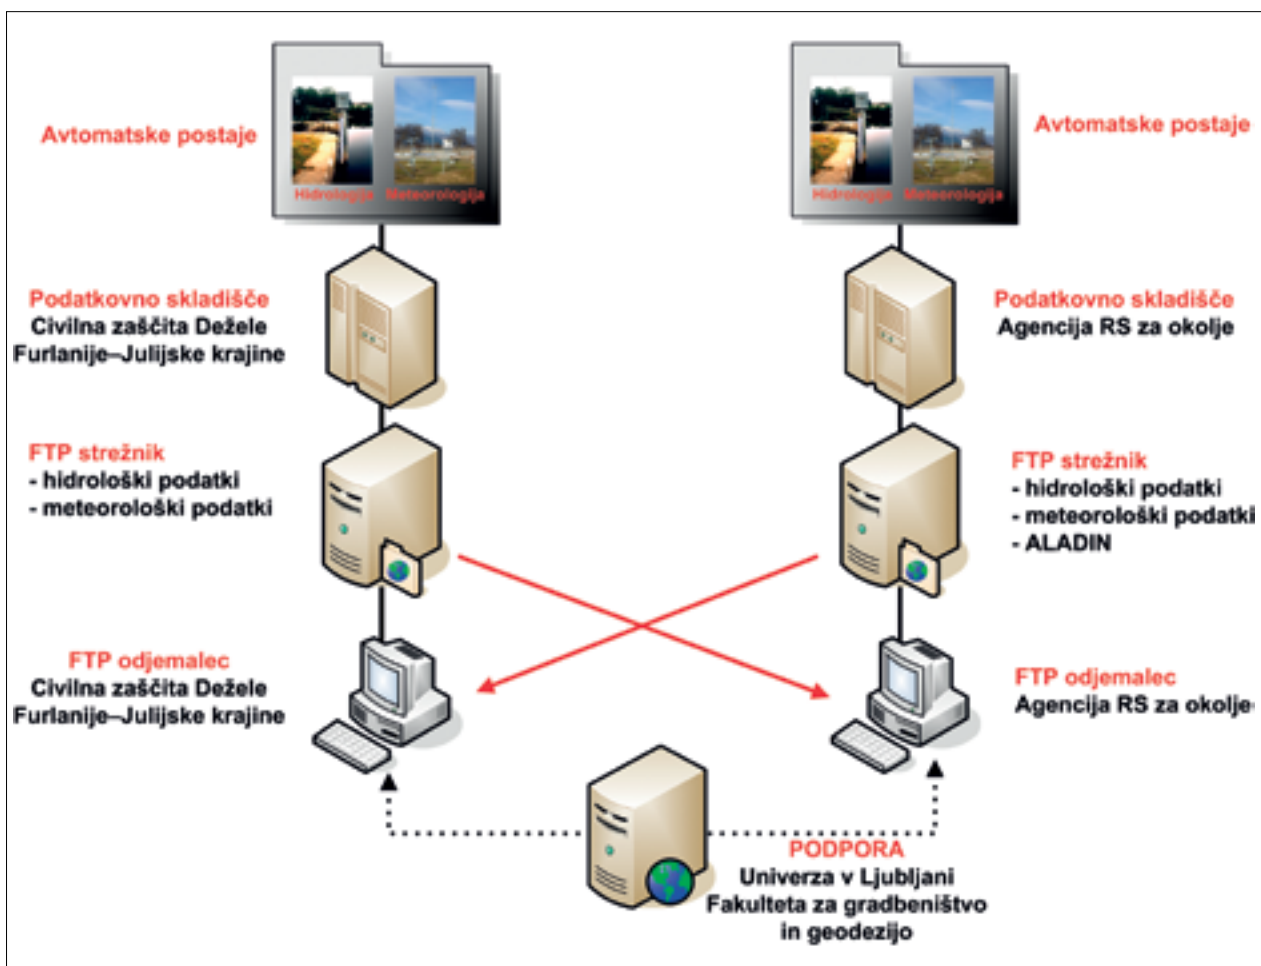 Avtomatske postaje
Hidrologija
Meteorologija
Podatkovno skladišče
Civilna zaščita Dežele
Furlanije–Julijske krajine
FTP strežnik
- hidrološki podatki
- meteorološki podatki
FTP odjemalec
Civilna zaščita Dežele
Furlanije–Julijske krajine
Avtomatske postaje
Hidrologija
Meteorologija
Podatkovno skladišče
Agencija RS za okolje
FTP strežnik
- hidrološki podatki
- meteorološki podatki
- ALADIN
FTP odjemalec
Agencija RS za okolje
PODPORA
Univerza v Ljubljani
Fakulteta za gradbeništvo
in geodezijo